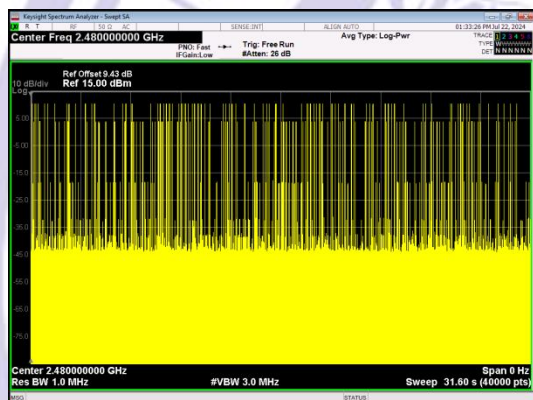 Keysight Spectrum Analyzer - Swept SA
R T RF 50 Ω AC SENSE:INT ALIGN AUTO 01:33:26 PM Jul 22, 2024
Center Freq 2.480000000 GHz
PNO: Fast
IFGain:Low
Trig: Free Run
#Atten: 26 dB
Avg Type: Log-Pwr
TRACE 1 2 3 4 5 6
TYPE WWWWWW
DET N N N N N N
Ref Offset 9.43 dB
10 dB/div Ref 15.00 dBm
Log
5.00
-5.00
-15.0
-25.0
-35.0
-45.0
-55.0
-65.0
-75.0
Center 2.480000000 GHz Span 0 Hz
Res BW 1.0 MHz #VBW 3.0 MHz Sweep 31.60 s (40000 pts)
MSG STATUS